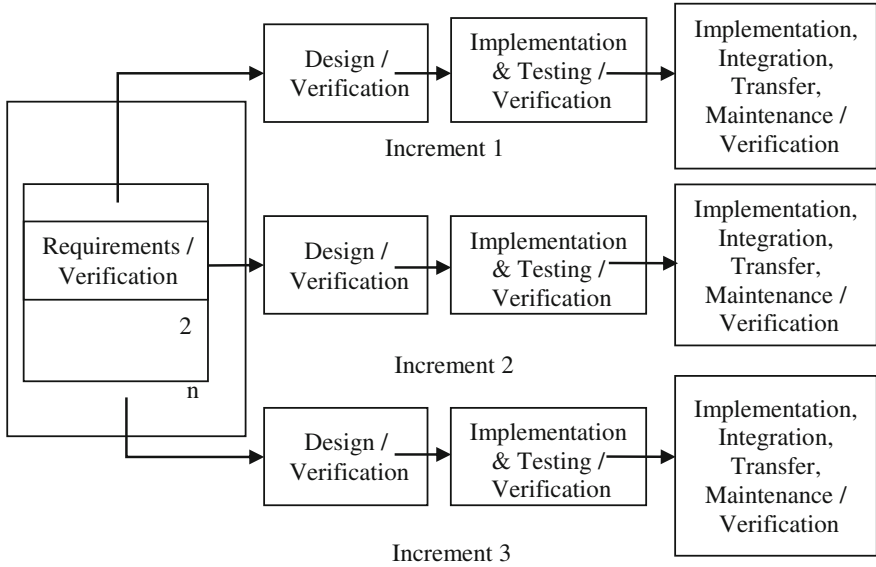 Design /
Verification
Implementation
& Testing /
Verification
Implementation,
Integration,
Transfer,
Maintenance /
Verification
Increment 1
Requirements /
Verification
2
n
Design /
Verification
Implementation
& Testing /
Verification
Implementation,
Integration,
Transfer,
Maintenance /
Verification
Increment 2
Design /
Verification
Implementation
& Testing /
Verification
Implementation,
Integration,
Transfer,
Maintenance /
Verification
Increment 3